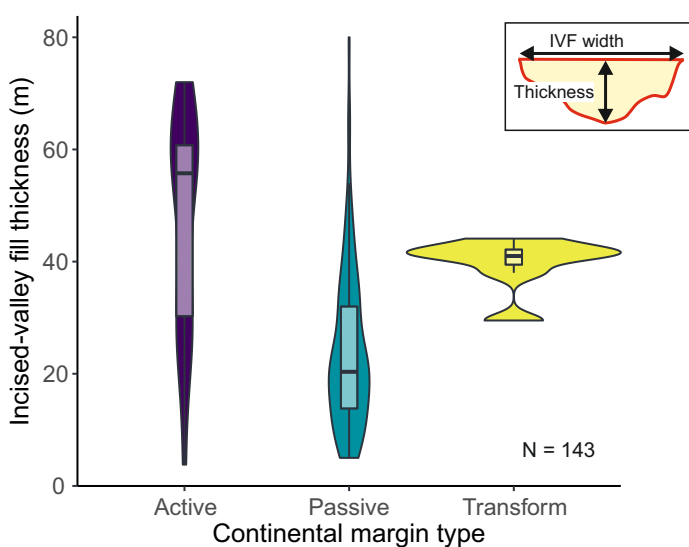 Incised-valley fill thickness (m)
80
60
40
20
0
IVF width
Thickness
N = 143
Active Passive Transform
Continental margin type